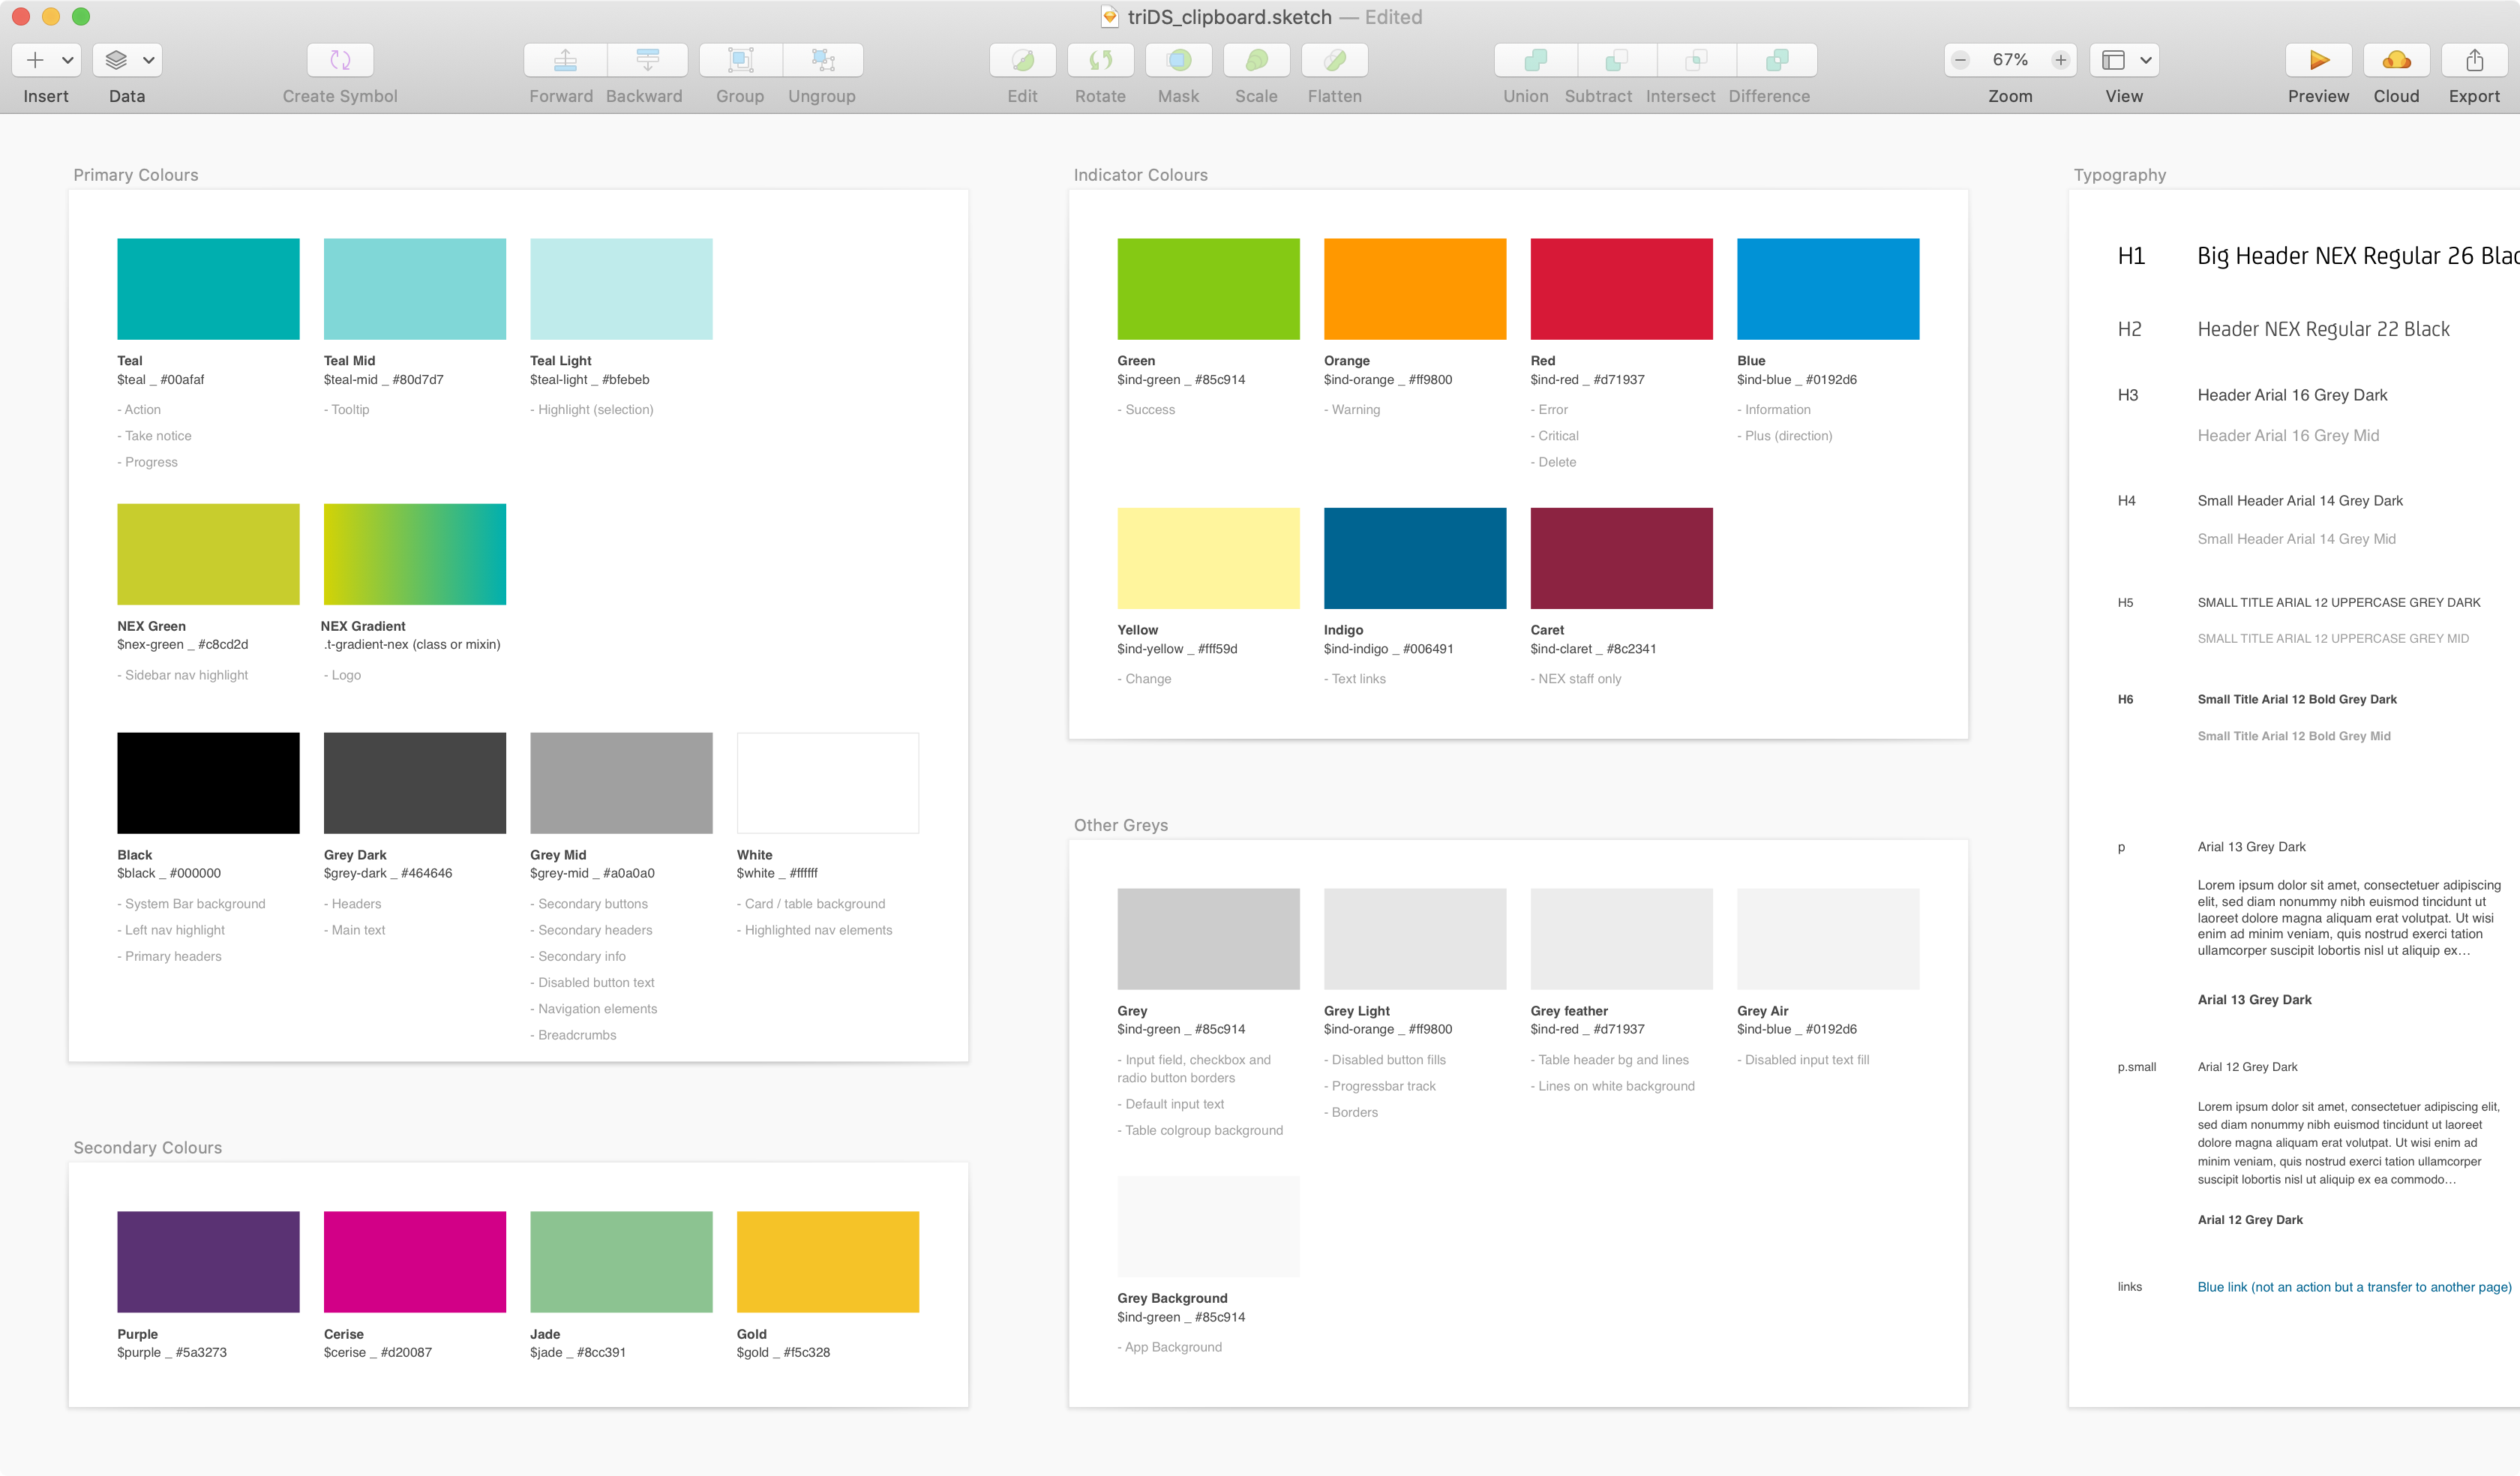 triDS_clipboard.sketch — Edited
67%
Insert Data Create Symbol Forward Backward Group Ungroup Edit Rotate Mask Scale Flatten Union Subtract Intersect Difference Zoom View Preview Cloud Export
Primary Colours
Teal Teal Mid Teal Light
$teal _ #00afaf $teal-mid _ #80d7d7 $teal-light _ #bfebeb
- Action - Tooltip - Highlight (selection)
- Take notice
- Progress
NEX Green NEX Gradient
$nex-green _ #c8cd2d .t-gradient-nex (class or mixin)
- Sidebar nav highlight - Logo
Black Grey Dark Grey Mid White
$black _ #000000 $grey-dark _ #464646 $grey-mid _ #a0a0a0 $white _ #ffffff
- System Bar background - Headers - Secondary buttons - Card / table background
- Left nav highlight - Main text - Secondary headers - Highlighted nav elements
- Primary headers - Secondary info
- Disabled button text
- Navigation elements
- Breadcrumbs
Secondary Colours
Purple Cerise Jade Gold
$purple _ #5a3273 $cerise _ #d20087 $jade _ #8cc391 $gold _ #f5c328
Indicator Colours
Green Orange Red Blue
$ind-green _ #85c914 $ind-orange _ #ff9800 $ind-red _ #d71937 $ind-blue _ #0192d6
- Success - Warning - Error - Information
- Critical - Plus (direction)
- Delete
Yellow Indigo Caret
$ind-yellow _ #fff59d $ind-indigo _ #006491 $ind-claret _ #8c2341
- Change - Text links - NEX staff only
Other Greys
Grey Grey Light Grey feather Grey Air
$ind-green _ #85c914 $ind-orange _ #ff9800 $ind-red _ #d71937 $ind-blue _ #0192d6
- Input field, checkbox and - Disabled button fills - Table header bg and lines - Disabled input text fill
radio button borders - Progressbar track - Lines on white background
- Default input text - Borders
- Table colgroup background
Grey Background
$ind-green _ #85c914
- App Background
Typography
H1 Big Header NEX Regular 26 Blac
H2 Header NEX Regular 22 Black
H3 Header Arial 16 Grey Dark
Header Arial 16 Grey Mid
H4 Small Header Arial 14 Grey Dark
Small Header Arial 14 Grey Mid
H5 SMALL TITLE ARIAL 12 UPPERCASE GREY DARK
SMALL TITLE ARIAL 12 UPPERCASE GREY MID
H6 Small Title Arial 12 Bold Grey Dark
Small Title Arial 12 Bold Grey Mid
p Arial 13 Grey Dark
Lorem ipsum dolor sit amet, consectetuer adipiscing
elit, sed diam nonummy nibh euismod tincidunt ut
laoreet dolore magna aliquam erat volutpat. Ut wisi
enim ad minim veniam, quis nostrud exerci tation
ullamcorper suscipit lobortis nisl ut aliquip ex…
Arial 13 Grey Dark
p.small Arial 12 Grey Dark
Lorem ipsum dolor sit amet, consectetuer adipiscing elit,
sed diam nonummy nibh euismod tincidunt ut laoreet
dolore magna aliquam erat volutpat. Ut wisi enim ad
minim veniam, quis nostrud exerci tation ullamcorper
suscipit lobortis nisl ut aliquip ex ea commodo…
Arial 12 Grey Dark
links Blue link (not an action but a transfer to another page)